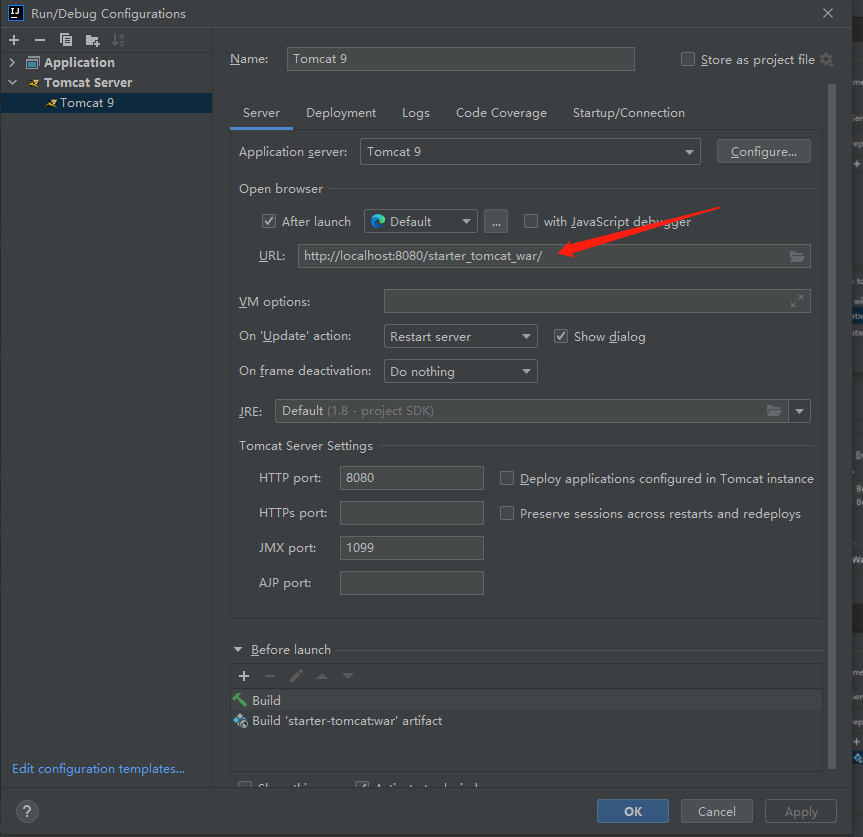 Run/Debug Configurations
Application
Tomcat Server
Tomcat 9
Name: Tomcat 9 Store as project file
Server Deployment Logs Code Coverage Startup/Connection
Application server: Tomcat 9 Configure...
Open browser
After launch Default ... with JavaScript debugger
URL: http://localhost:8080/starter_tomcat_war/
VM options:
On 'Update' action: Restart server Show dialog
On frame deactivation: Do nothing
JRE: Default (1.8 - project SDK)
Tomcat Server Settings
HTTP port: 8080 Deploy applications configured in Tomcat instance
HTTPs port: Preserve sessions across restarts and redeploys
JMX port: 1099
AJP port:
Before launch
Build
Build 'starter-tomcat:war' artifact
Edit configuration templates...
? OK Cancel Apply